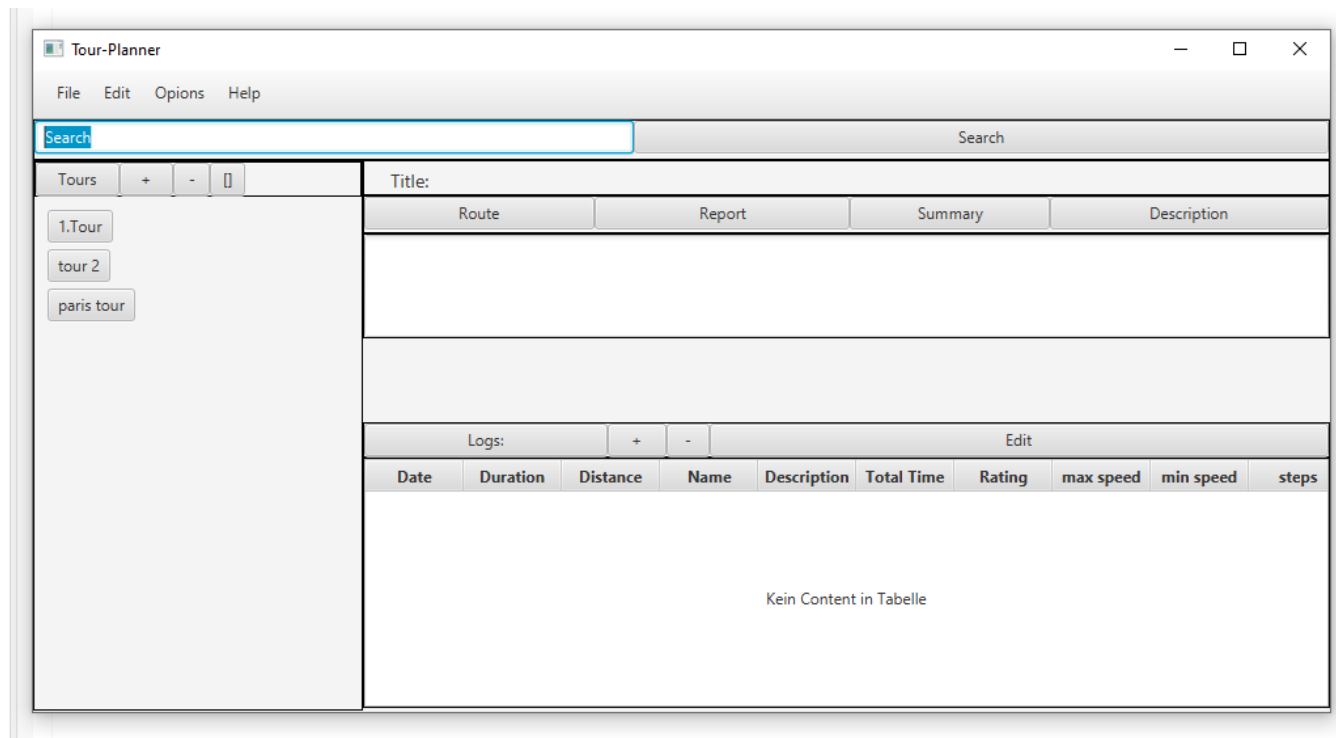 Tour-Planner
File Edit Opions Help
Search Search
Tours + - []
Title:
1.Tour
tour 2
paris tour
Route Report Summary Description
Logs: + - Edit
Date Duration Distance Name Description Total Time Rating max speed min speed steps
Kein Content in Tabelle